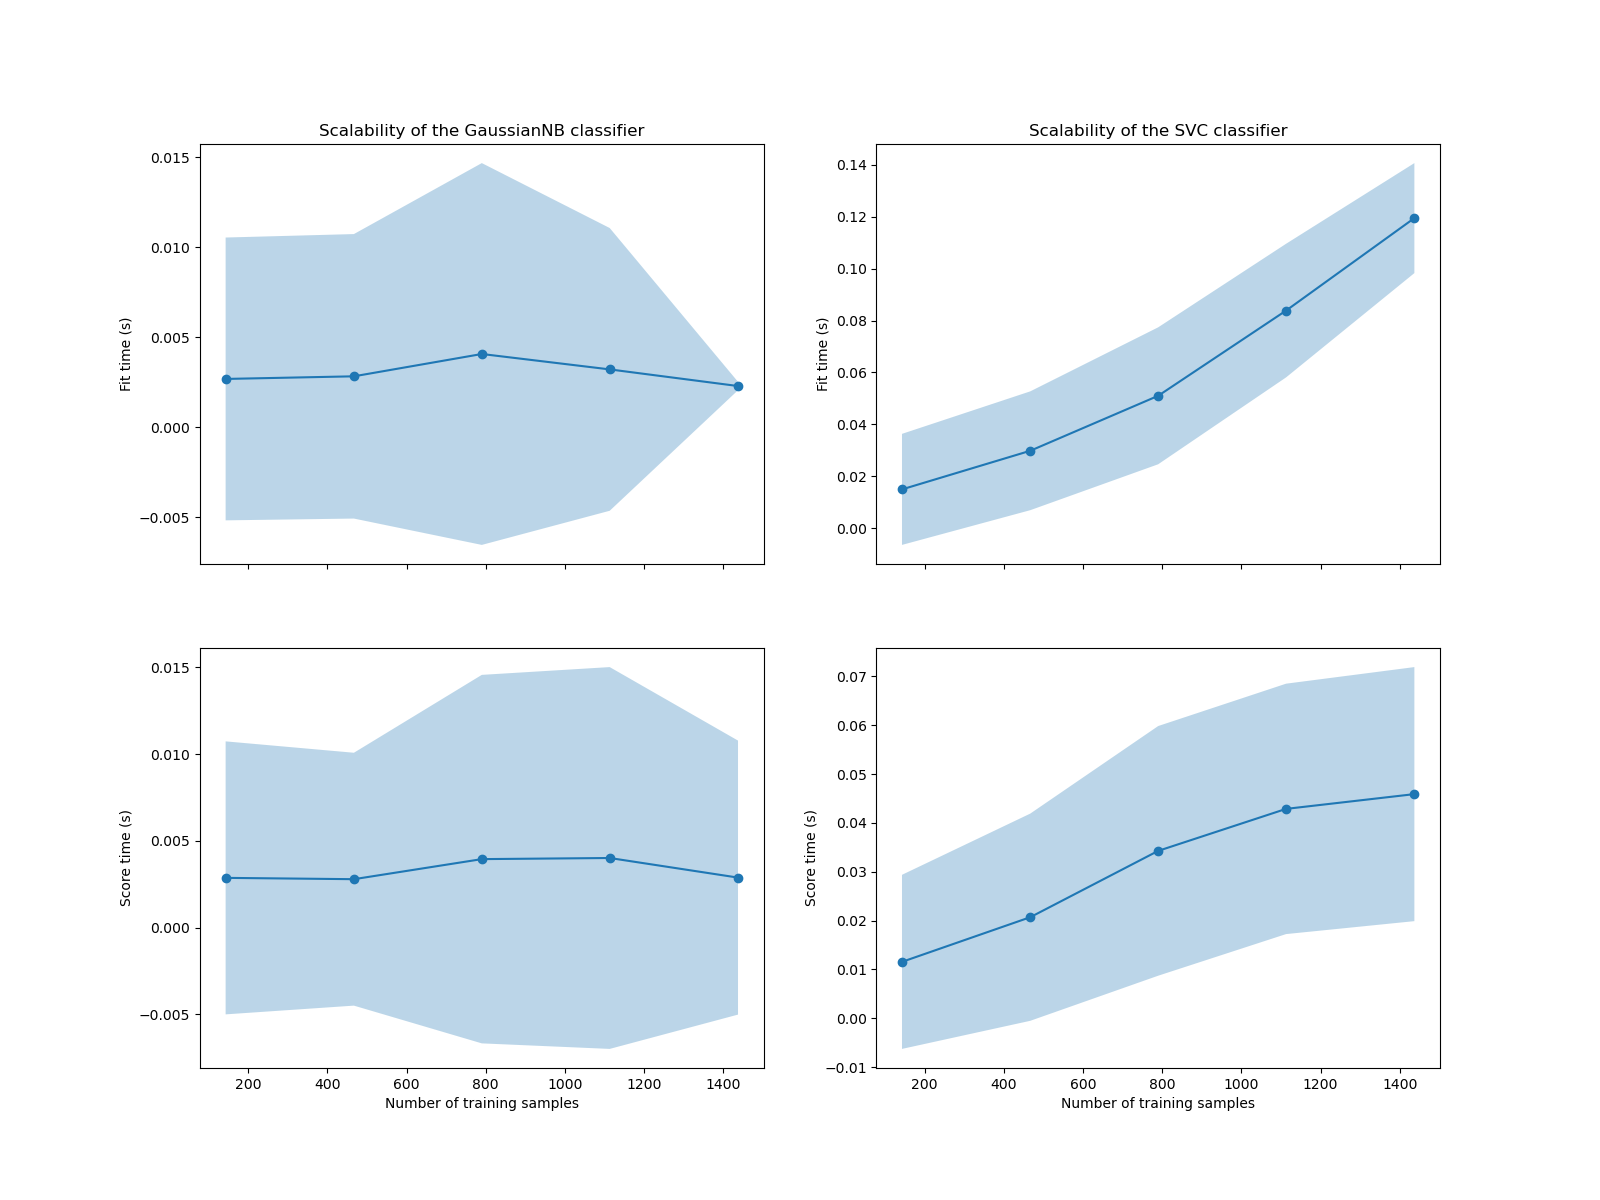 Scalability of the GaussianNB classifier
0.015
0.010
0.005
0.000
−0.005
Fit time (s)
Scalability of the SVC classifier
0.14
0.12
0.10
0.08
0.06
0.04
0.02
0.00
Fit time (s)
0.015
0.010
0.005
0.000
−0.005
Score time (s)
200 400 600 800 1000 1200 1400
Number of training samples
0.07
0.06
0.05
0.04
0.03
0.02
0.01
0.00
−0.01
Score time (s)
200 400 600 800 1000 1200 1400
Number of training samples